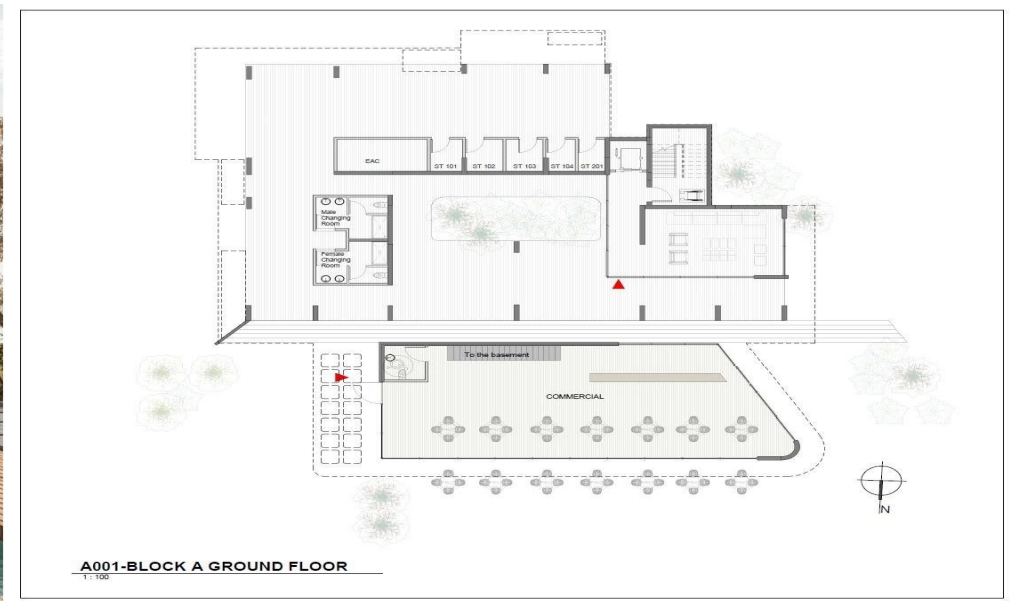 EAC
ST 101
ST 102
ST 103
ST 104
ST 201
Male
Changing
Room
Female
Changing
Room
To the basement
COMMERCIAL
N
A001-BLOCK A GROUND FLOOR
1 : 100